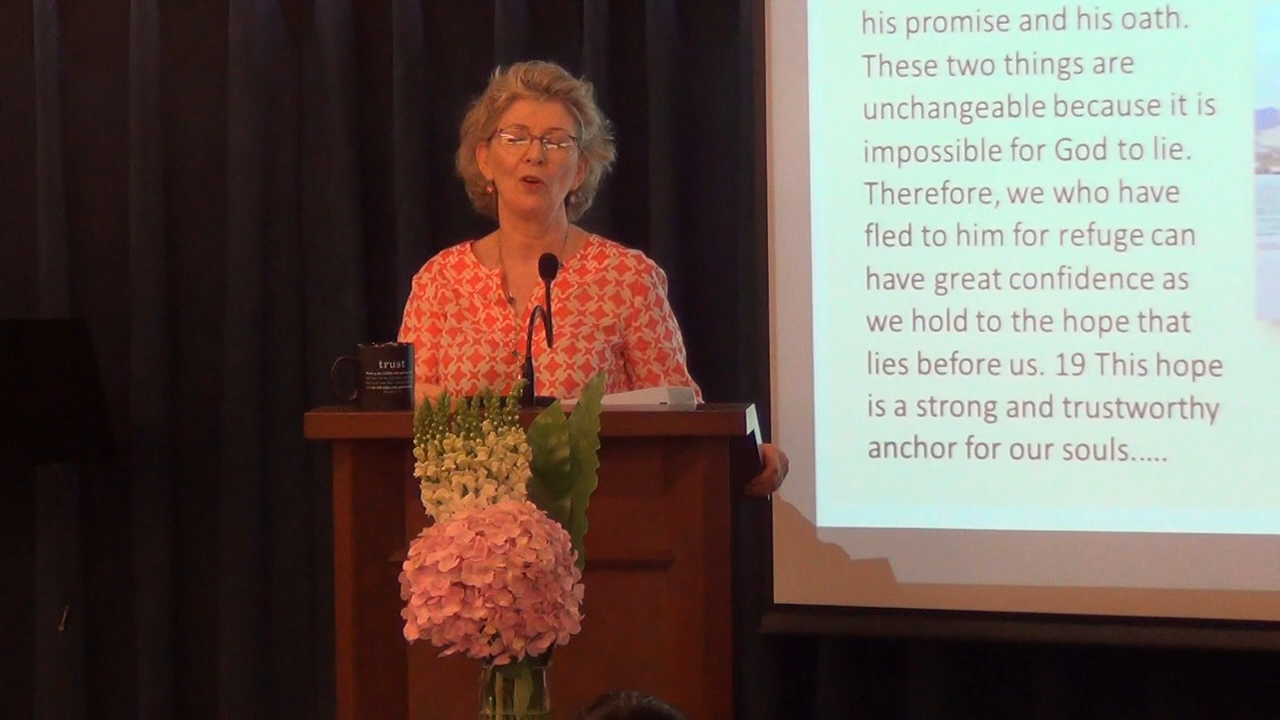 his promise and his oath.
These two things are
unchangeable because it is
impossible for God to lie.
Therefore, we who have
fled to him for refuge can
have great confidence as
we hold to the hope that
lies before us. 19 This hope
is a strong and trustworthy
anchor for our souls.....
trust